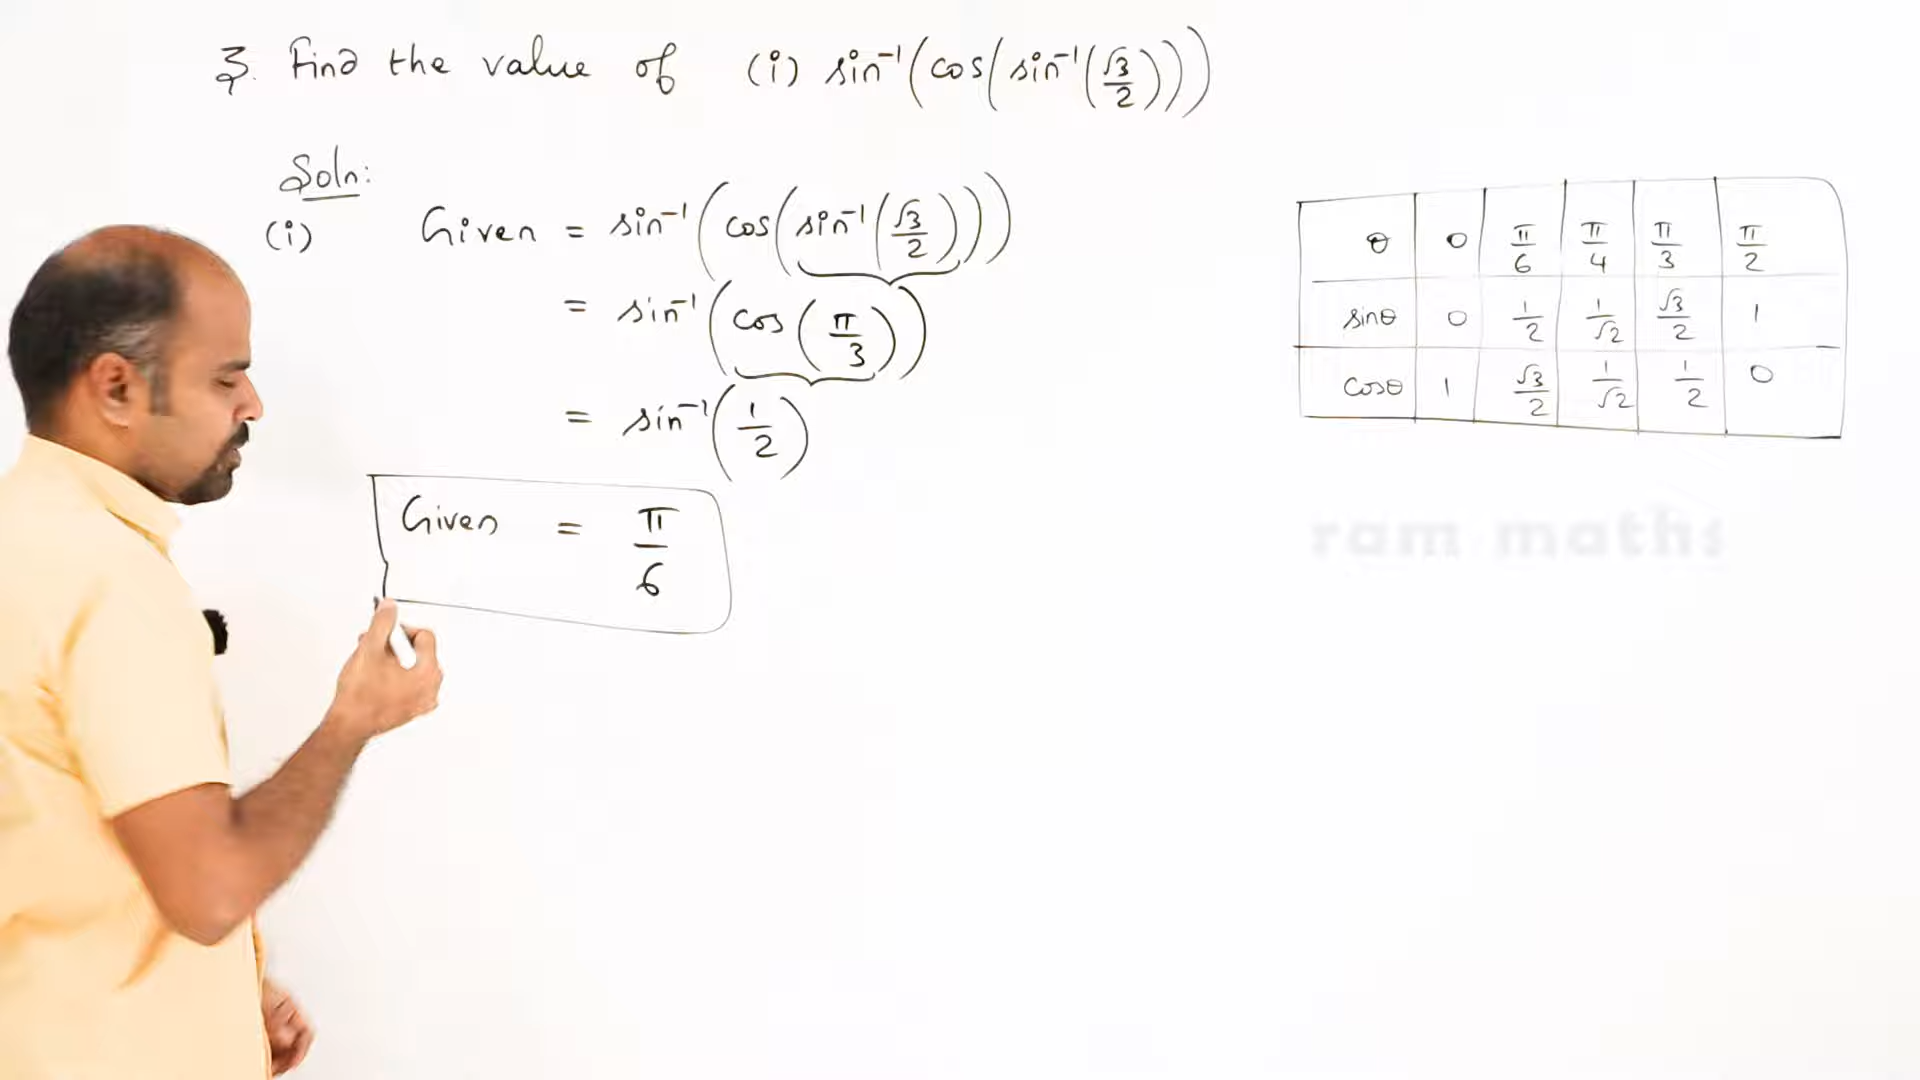 3. Find the value of (i) sin⁻¹(cos(sin⁻¹(√3/2)))
Soln:
(i) Given = sin⁻¹(cos(sin⁻¹(√3/2)))
= sin⁻¹(cos(π/3))
= sin⁻¹(1/2)
Given = π/6
θ 0 π/6 π/4 π/3 π/2
sinθ 0 1/2 1/√2 √3/2 1
cosθ 1 √3/2 1/√2 1/2 0
ram maths